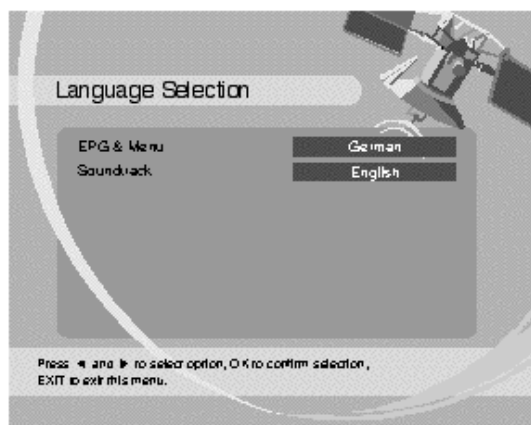 Language Selection
EPG & Menu
German
Soundtrack
English
Press ◄ and ► to select option, OK to confirm selection,
EXIT to exit this menu.